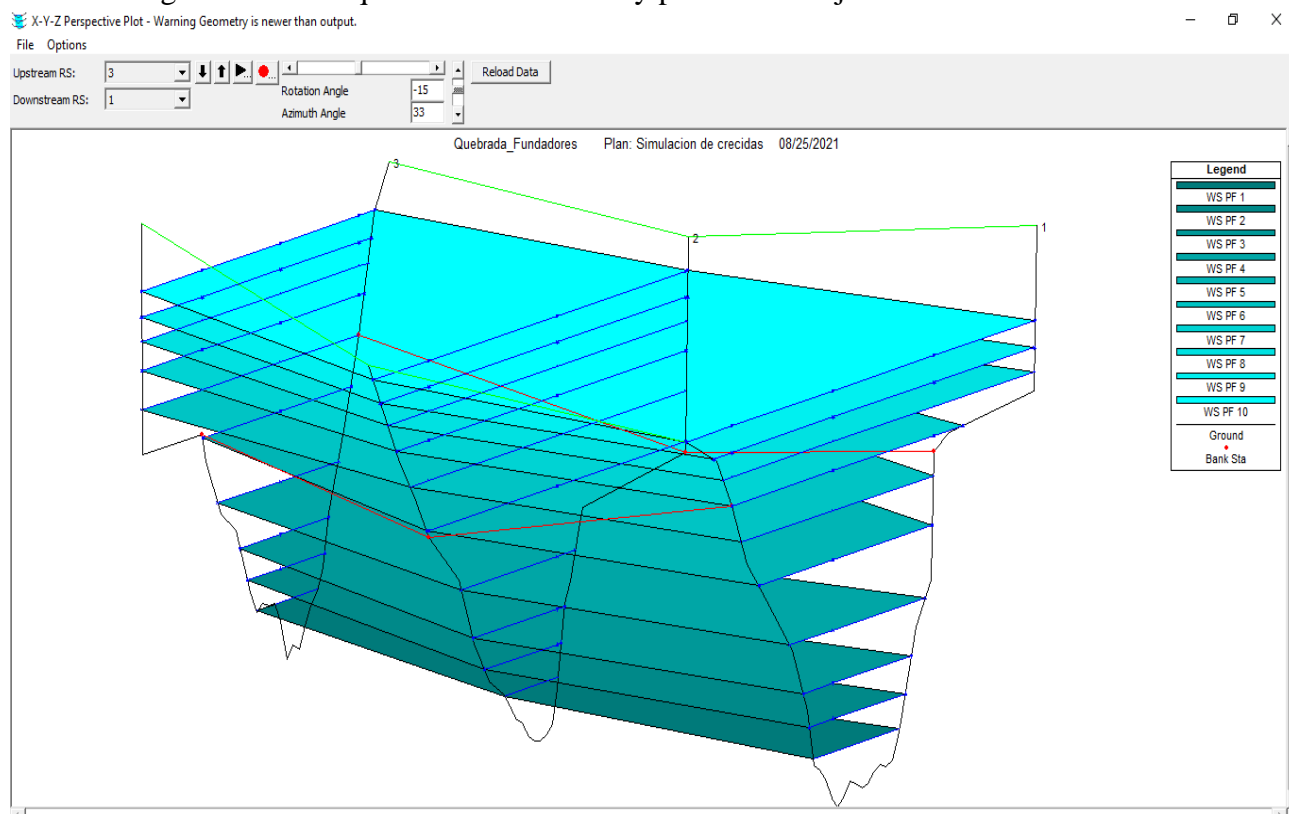 X-Y-Z Perspective Plot - Warning Geometry is newer than output.
File Options
Upstream RS: 3
Reload Data
Rotation Angle -15
Downstream RS: 1
Azimuth Angle 33
Quebrada_Fundadores Plan: Simulacion de crecidas 08/25/2021
3
2
1
Legend
WS PF 1
WS PF 2
WS PF 3
WS PF 4
WS PF 5
WS PF 6
WS PF 7
WS PF 8
WS PF 9
WS PF 10
Ground
Bank Sta